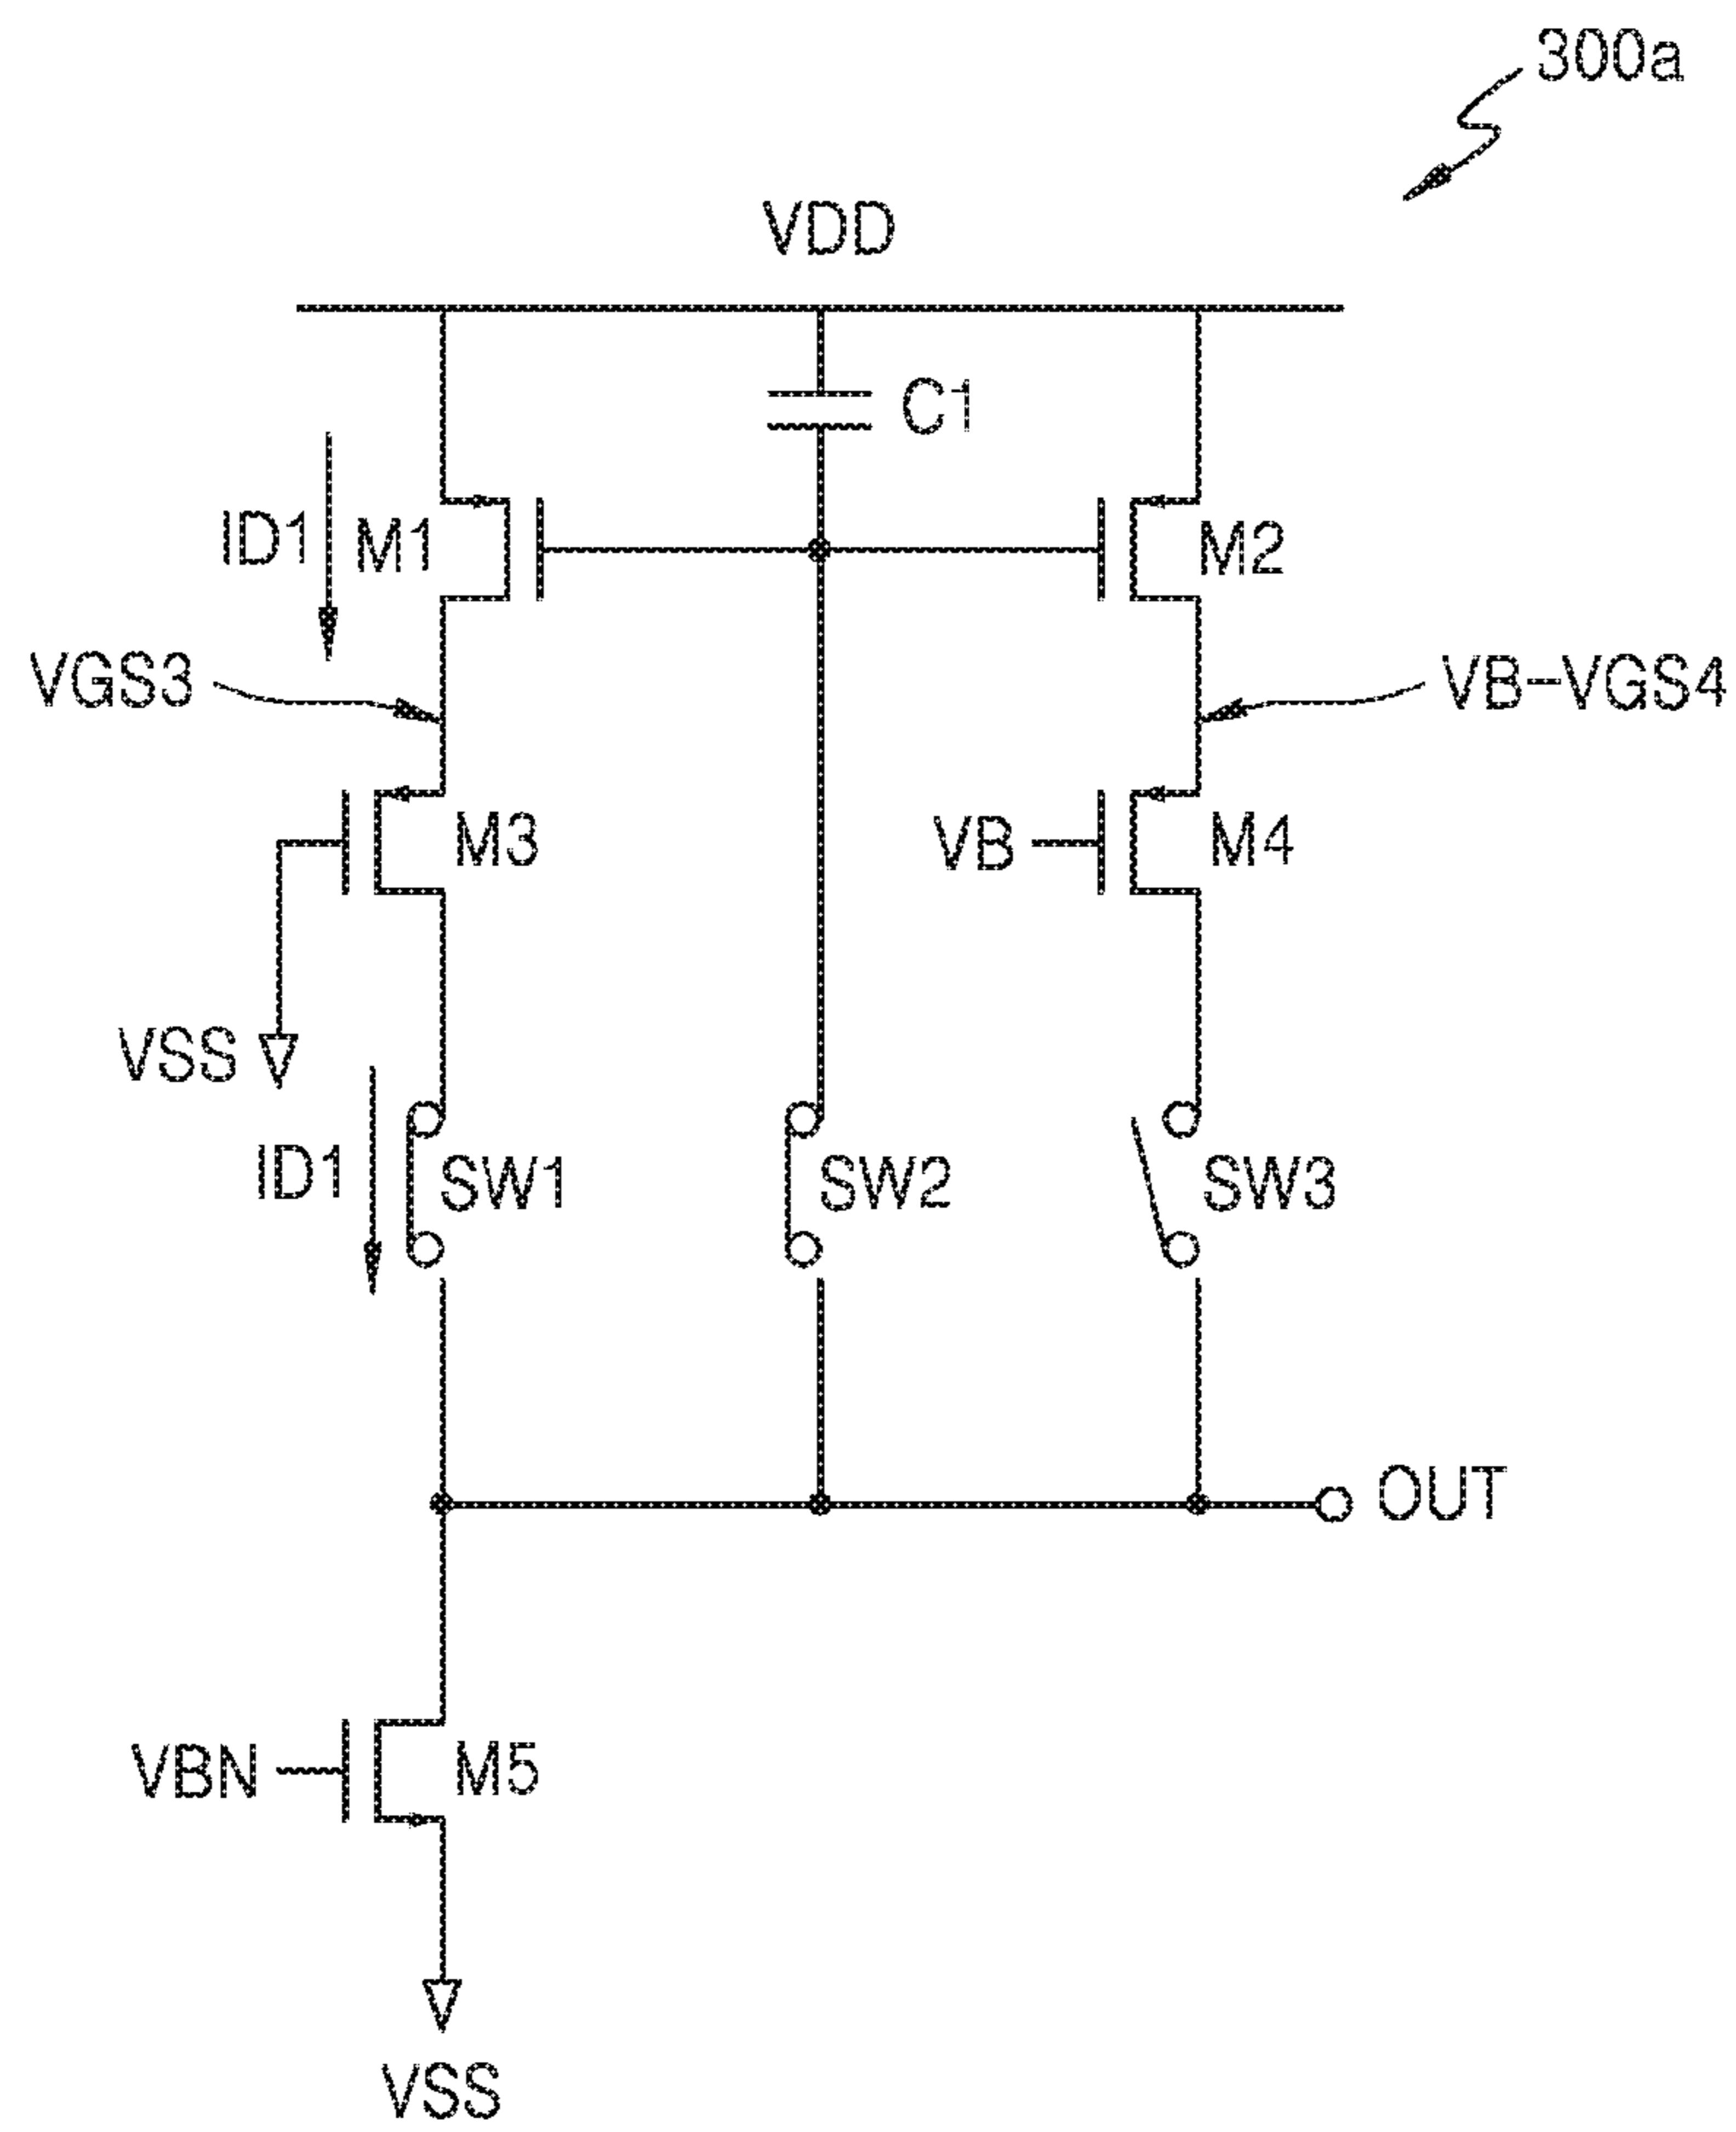 300a
VDD
C1
ID1
M1
M2
VGS3
VB-VGS4
M3
VB
M4
VSS
ID1
SW1
SW2
SW3
OUT
VBN
M5
VSS